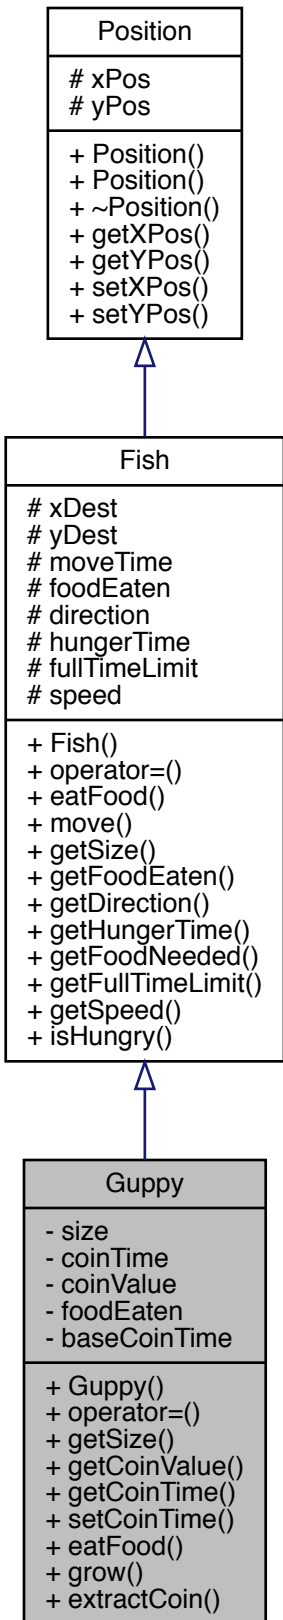 Position
# xPos
# yPos
+ Position()
+ Position()
+ ~Position()
+ getXPos()
+ getYPos()
+ setXPos()
+ setYPos()
Fish
# xDest
# yDest
# moveTime
# foodEaten
# direction
# hungerTime
# fullTimeLimit
# speed
+ Fish()
+ operator=()
+ eatFood()
+ move()
+ getSize()
+ getFoodEaten()
+ getDirection()
+ getHungerTime()
+ getFoodNeeded()
+ getFullTimeLimit()
+ getSpeed()
+ isHungry()
Guppy
- size
- coinTime
- coinValue
- foodEaten
- baseCoinTime
+ Guppy()
+ operator=()
+ getSize()
+ getCoinValue()
+ getCoinTime()
+ setCoinTime()
+ eatFood()
+ grow()
+ extractCoin()